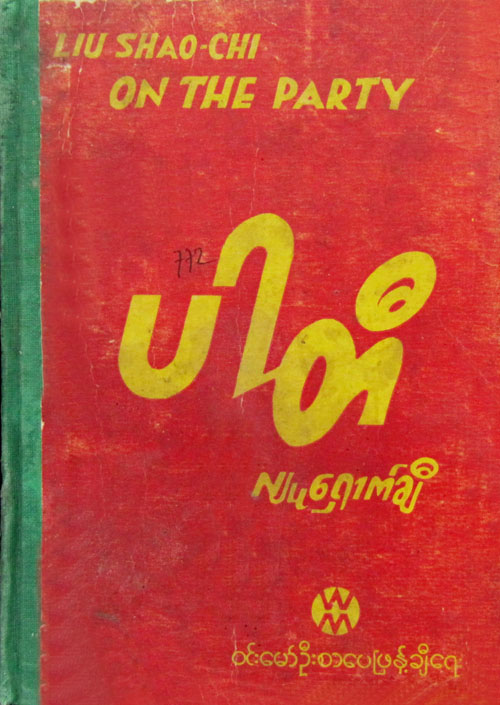 LIU SHAO-CHI
ON THE PARTY
772
ပါတီ
လျူရှောက်ချီ
WM
ဝင်းမော်ဦးစာပေဖြန့်ချီရေး